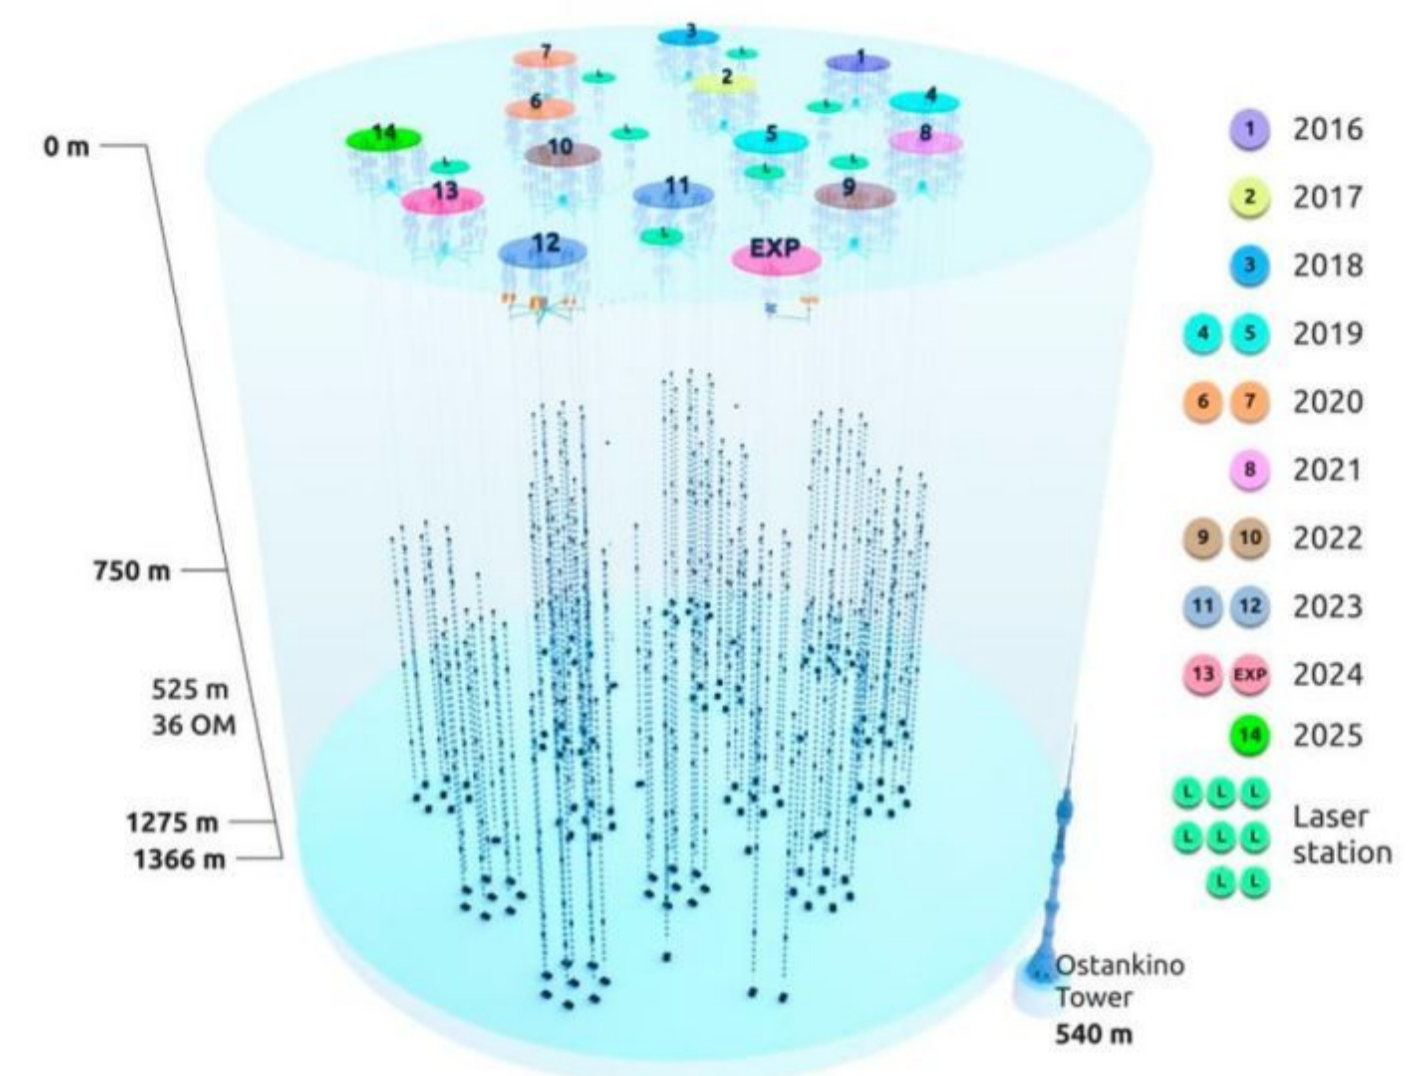 3
7
L
1
L
2
4
6
L
14
L
5
8
10
L
L
L
13
11
9
L
12
EXP
0 m
750 m
525 m
36 OM
1275 m
1366 m
1 2016
2 2017
3 2018
4 5 2019
6 7 2020
8 2021
9 10 2022
11 12 2023
13 EXP 2024
14 2025
L L L
L L L
L L
Laser
station
Ostankino
Tower
540 m